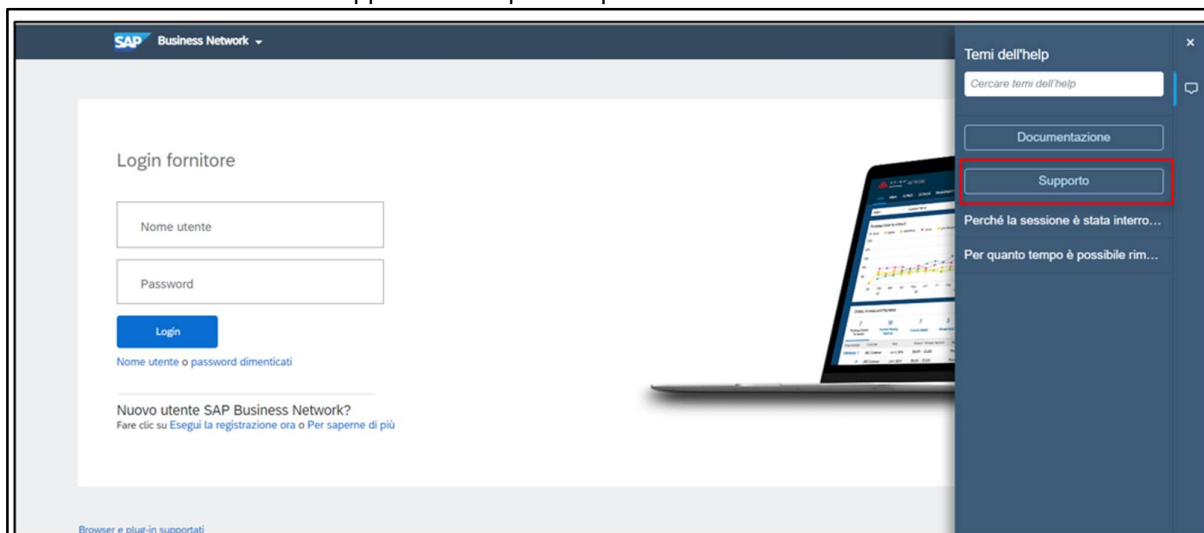 SAP Business Network
Temi dell'help
Cercare temi dell'help
Documentazione
Supporto
Perché la sessione è stata interro...
Per quanto tempo è possibile rim...
Login fornitore
Nome utente
Password
Login
Nome utente o password dimenticati
Nuovo utente SAP Business Network?
Fare clic su Esegui la registrazione ora o Per saperne di più
Browser e plug-in supportati